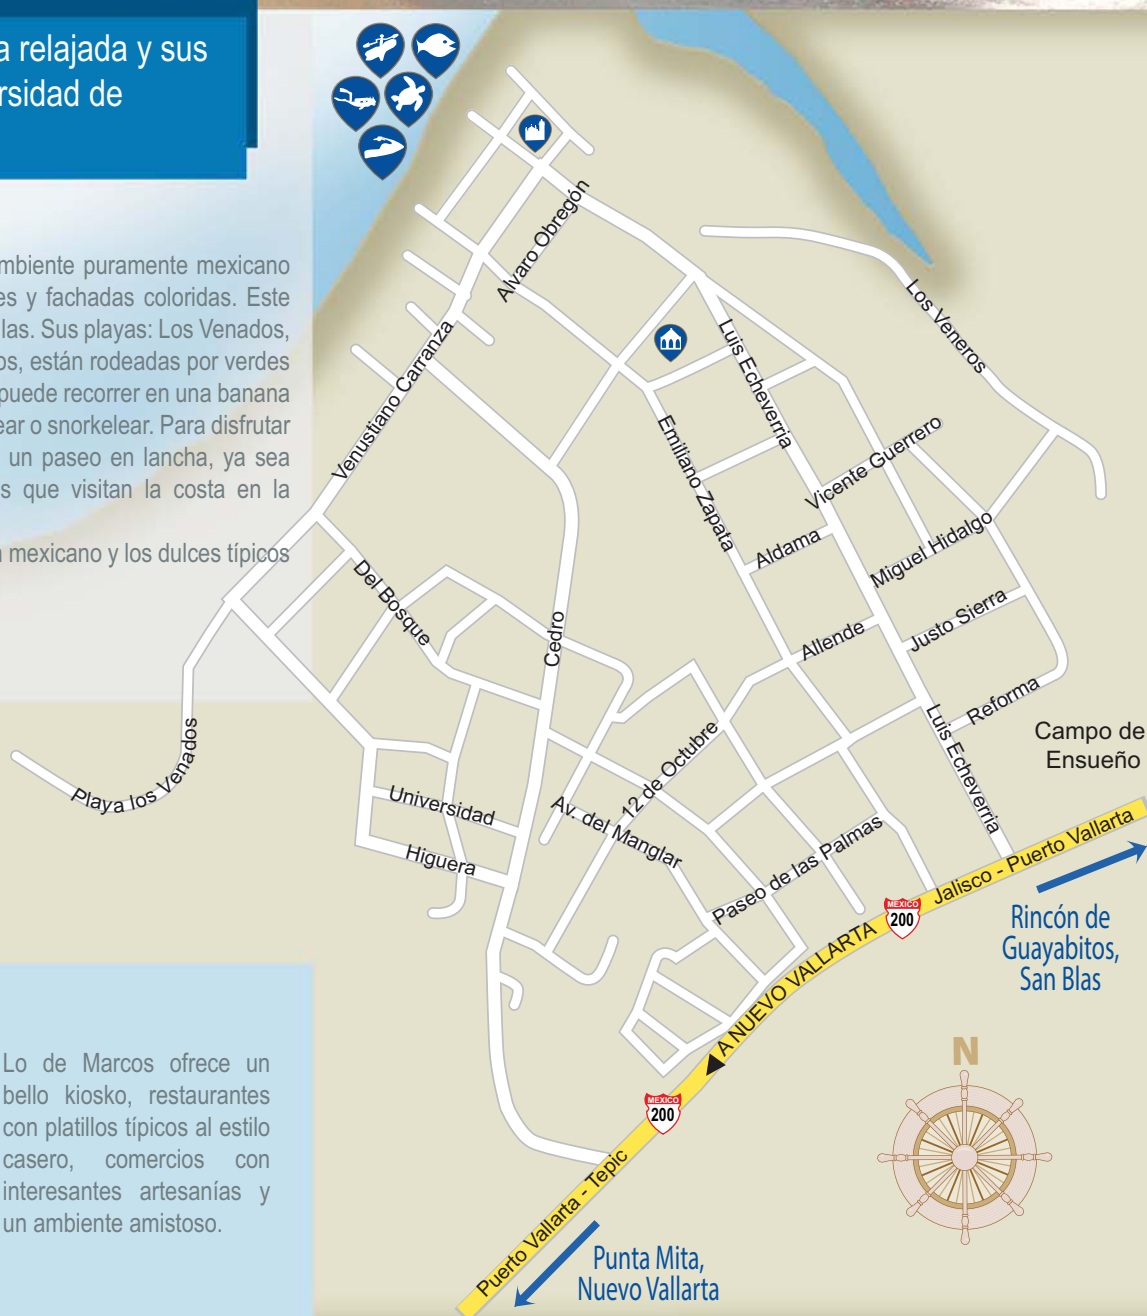 a relajada y sus
rsidad de
mbiente puramente mexicano
es y fachadas coloridas. Este
las. Sus playas: Los Venados,
os, están rodeadas por verdes
puede recorrer en una banana
ear o snorkelear. Para disfrutar
un paseo en lancha, ya sea
s que visitan la costa en la
mexicano y los dulces típicos
Lo de Marcos ofrece un
bello kiosko, restaurantes
con platillos típicos al estilo
casero, comercios con
interesantes artesanías y
un ambiente amistoso.
Alvaro Obregón
Venustiano Carranza
Los Veneros
Luis Echeverria
Emiliano Zapata
Vicente Guerrero
Aldama
Miguel Hidalgo
Del Bosque
Cedro
Allende
Justo Sierra
Reforma
Luis Echeverria
Campo de
Ensueño
Playa los Venados
12 de Octubre
Universidad
Av. del Manglar
Higuera
Paseo de las Palmas
Jalisco - Puerto Vallarta
MEXICO
200
A NUEVO VALLARTA
Rincón de
Guayabitos,
San Blas
N
MEXICO
200
Puerto Vallarta - Tepic
Punta Mita,
Nuevo Vallarta